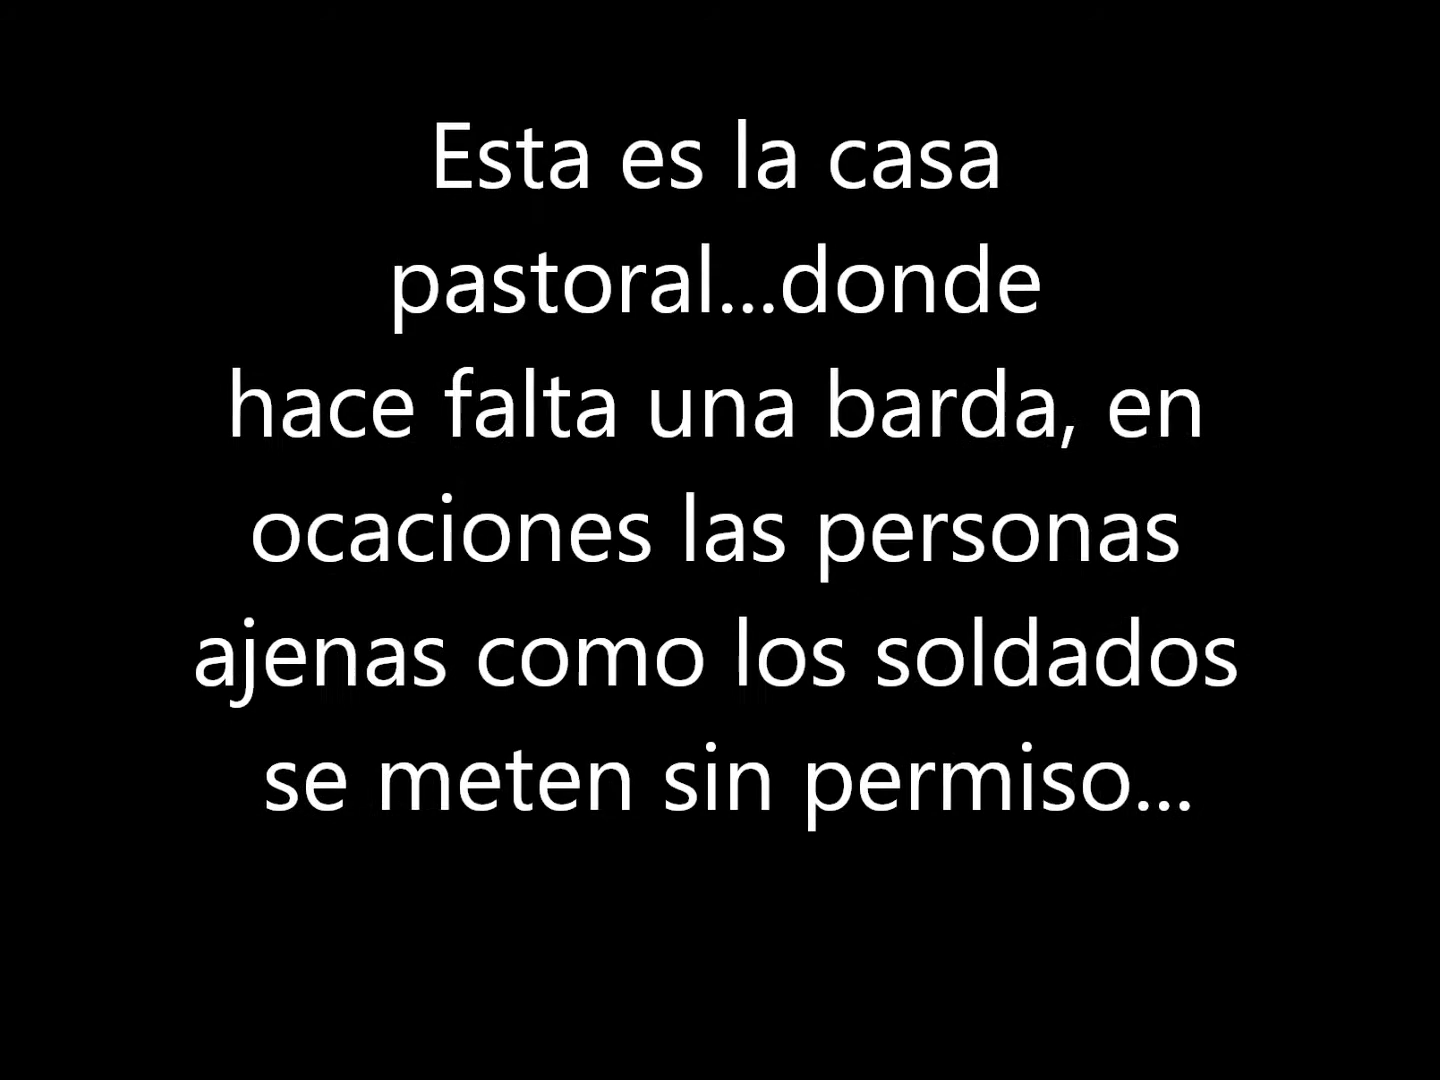 Esta es la casa
pastoral...donde
hace falta una barda, en
ocaciones las personas
ajenas como los soldados
se meten sin permiso...